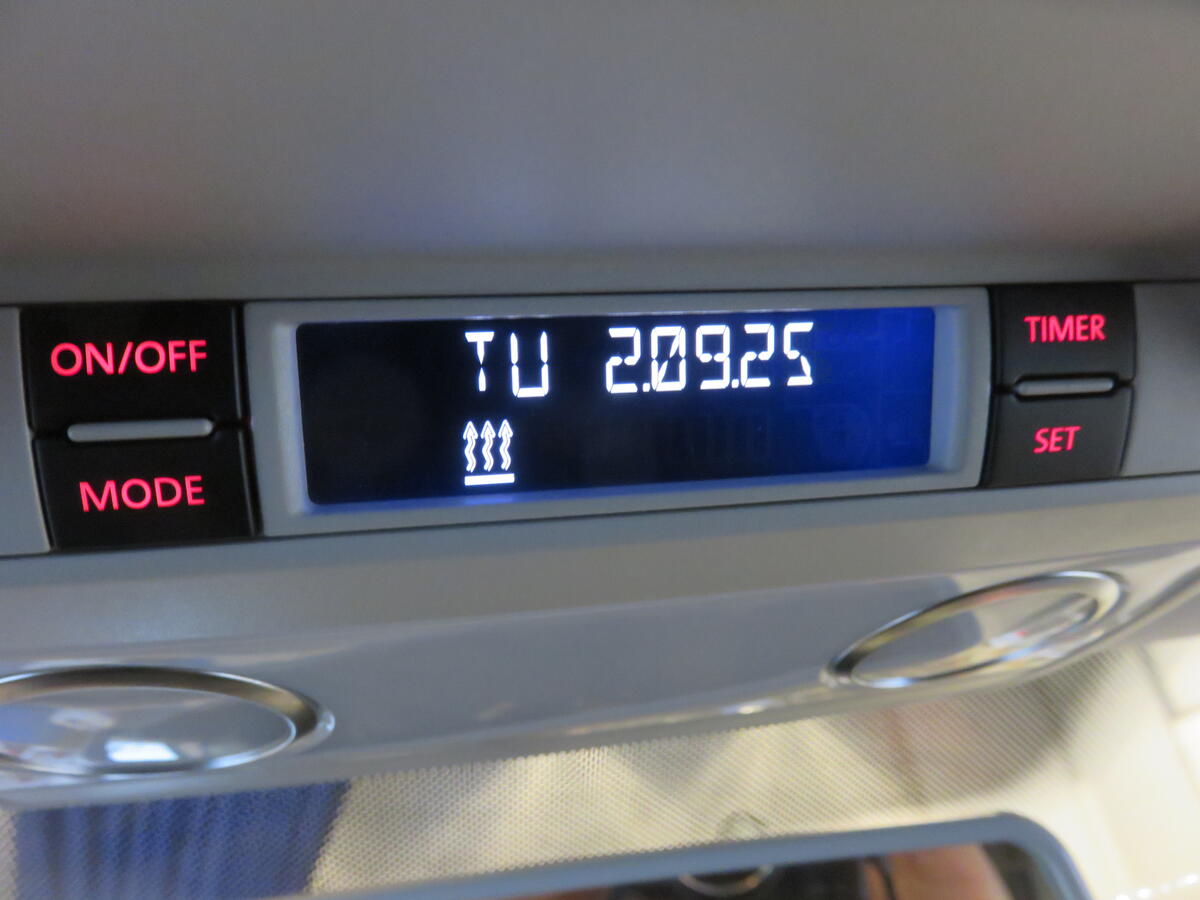 ON/OFF
MODE
TU 2.09.25
TIMER
SET